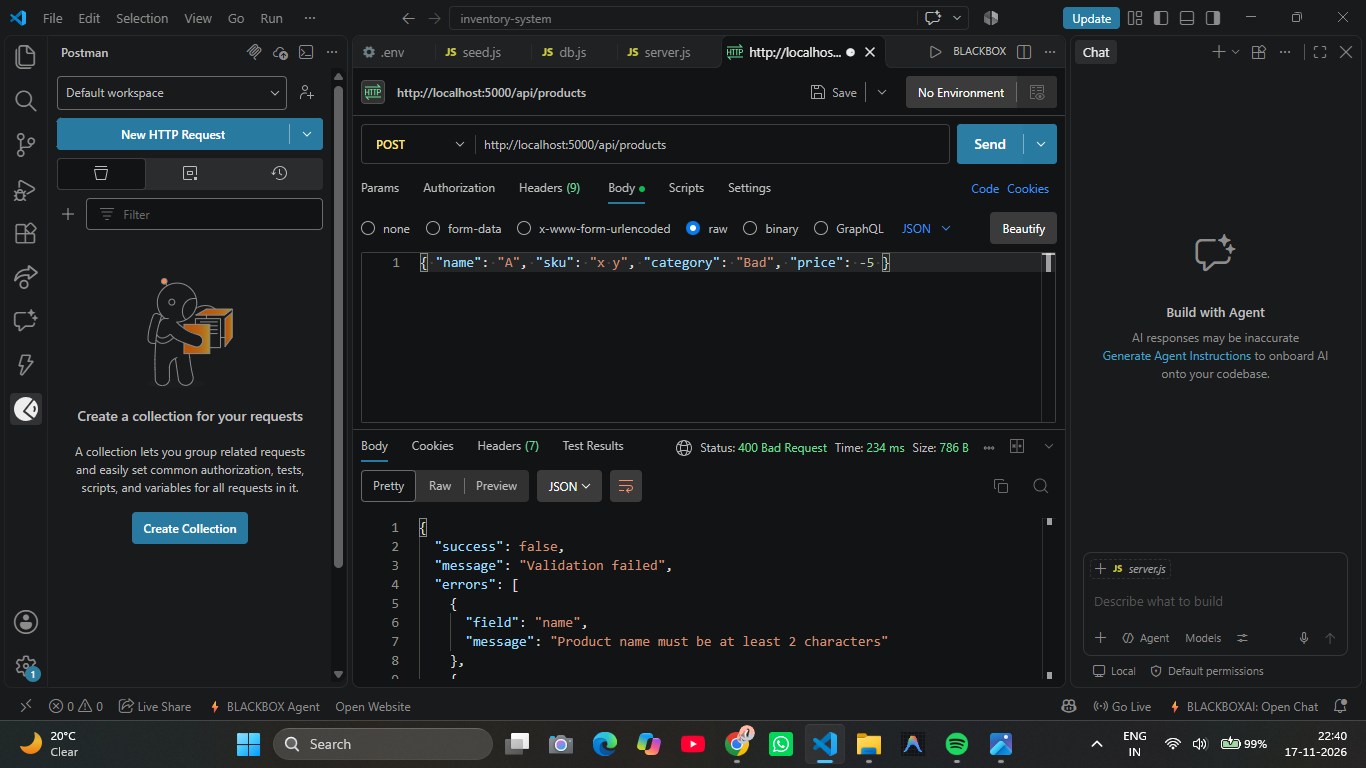 File Edit Selection View Go Run ···
inventory-system
Update
Postman
Default workspace
New HTTP Request
Filter
Create a collection for your requests
A collection lets you group related requests
and easily set common authorization, tests,
scripts, and variables for all requests in it.
Create Collection
.env
JS seed.js
JS db.js
JS server.js
HTTP http://localhos...
BLACKBOX
HTTP http://localhost:5000/api/products
Save
No Environment
POST http://localhost:5000/api/products
Send
Params Authorization Headers (9) Body Scripts Settings
Code Cookies
none form-data x-www-form-urlencoded raw binary GraphQL JSON
Beautify
1 { "name": "A", "sku": "x y", "category": "Bad", "price": -5 }
Body Cookies Headers (7) Test Results
Status: 400 Bad Request Time: 234 ms Size: 786 B
Pretty Raw Preview JSON
1 {
2 "success": false,
3 "message": "Validation failed",
4 "errors": [
5 {
6 "field": "name",
7 "message": "Product name must be at least 2 characters"
8 },
9 {
Chat
Build with Agent
AI responses may be inaccurate
Generate Agent Instructions to onboard AI
onto your codebase.
JS server.js
Describe what to build
Agent Models
Local Default permissions
1
0 0 Live Share BLACKBOX Agent Open Website
Go Live BLACKBOXAI: Open Chat
20°C
Clear
Search
ENG
IN
99%
22:40
17-11-2026